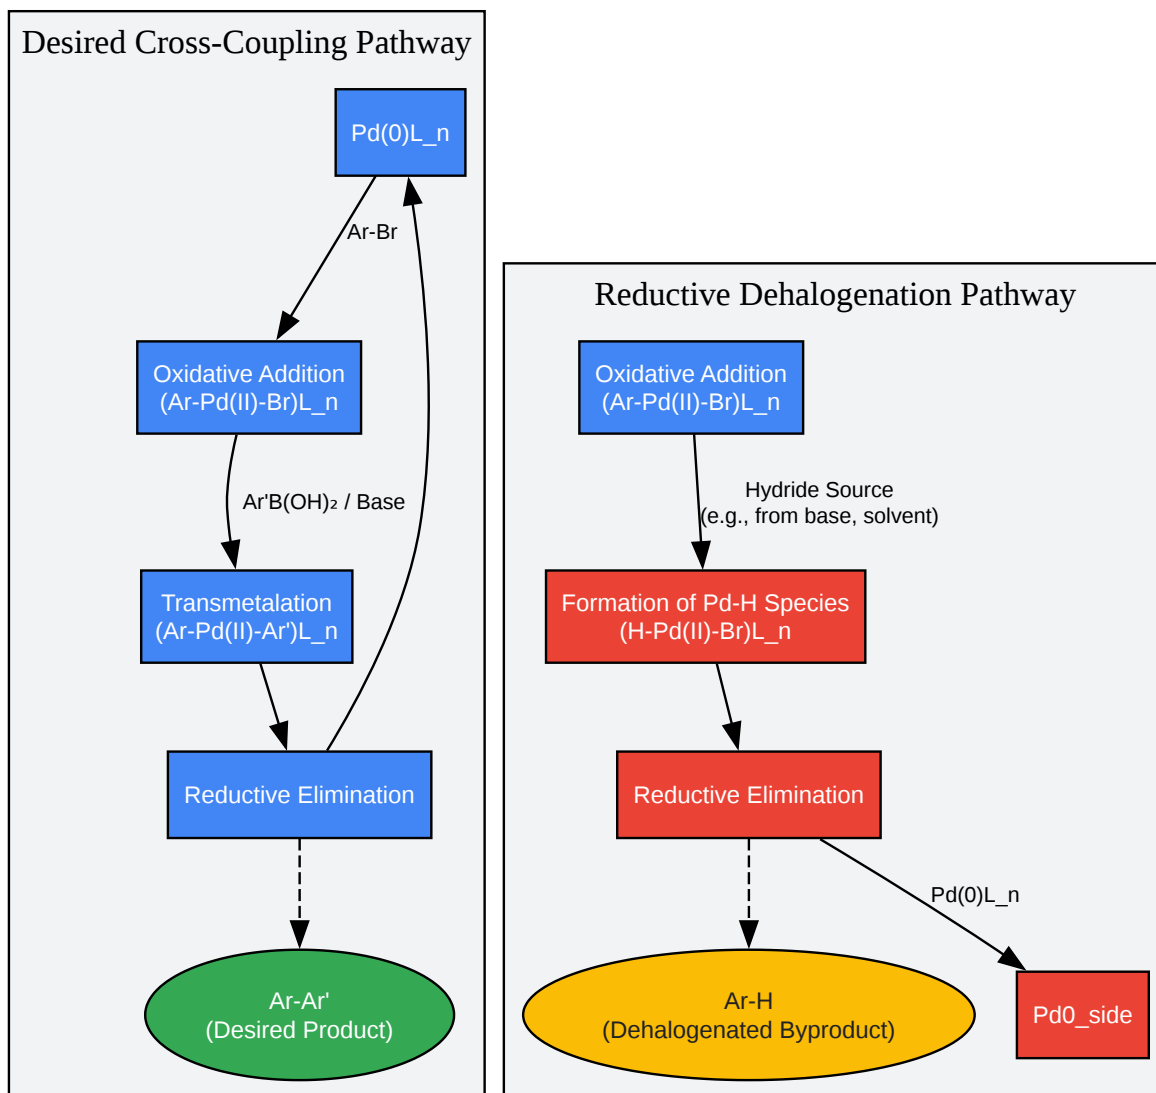 Desired Cross-Coupling Pathway
Pd(0)L_n
Ar-Br
Oxidative Addition
(Ar-Pd(II)-Br)L_n
Ar'B(OH)₂ / Base
Transmetalation
(Ar-Pd(II)-Ar')L_n
Reductive Elimination
Ar-Ar'
(Desired Product)
Reductive Dehalogenation Pathway
Oxidative Addition
(Ar-Pd(II)-Br)L_n
Hydride Source
(e.g., from base, solvent)
Formation of Pd-H Species
(H-Pd(II)-Br)L_n
Reductive Elimination
Pd(0)L_n
Ar-H
(Dehalogenated Byproduct)
Pd0_side